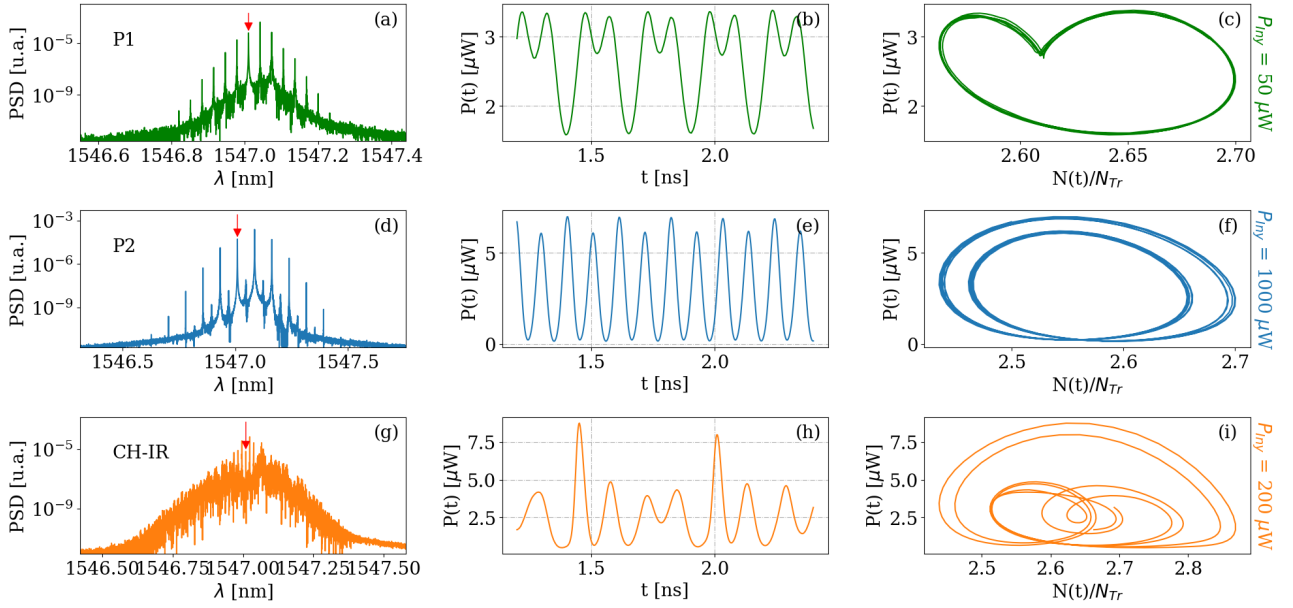 PSD [u.a.]
10⁻⁵
10⁻⁹
P1
(a)
1546.6 1546.8 1547.0 1547.2 1547.4
λ [nm]
P(t) [μW]
3
2
(b)
1.5 2.0
t [ns]
P(t) [μW]
3
2
(c)
2.60 2.65 2.70
N(t)/N_Tr
P_Iny = 50 μW
PSD [u.a.]
10⁻³
10⁻⁶
10⁻⁹
P2
(d)
1546.5 1547.0 1547.5
λ [nm]
P(t) [μW]
5
0
(e)
1.5 2.0
t [ns]
P(t) [μW]
5
0
(f)
2.5 2.6 2.7
N(t)/N_Tr
P_Iny = 1000 μW
PSD [u.a.]
10⁻⁵
10⁻⁹
CH-IR
(g)
1546.50 1546.75 1547.00 1547.25 1547.50
λ [nm]
P(t) [μW]
7.5
5.0
2.5
(h)
1.5 2.0
t [ns]
P(t) [μW]
7.5
5.0
2.5
(i)
2.5 2.6 2.7 2.8
N(t)/N_Tr
P_Iny = 200 μW